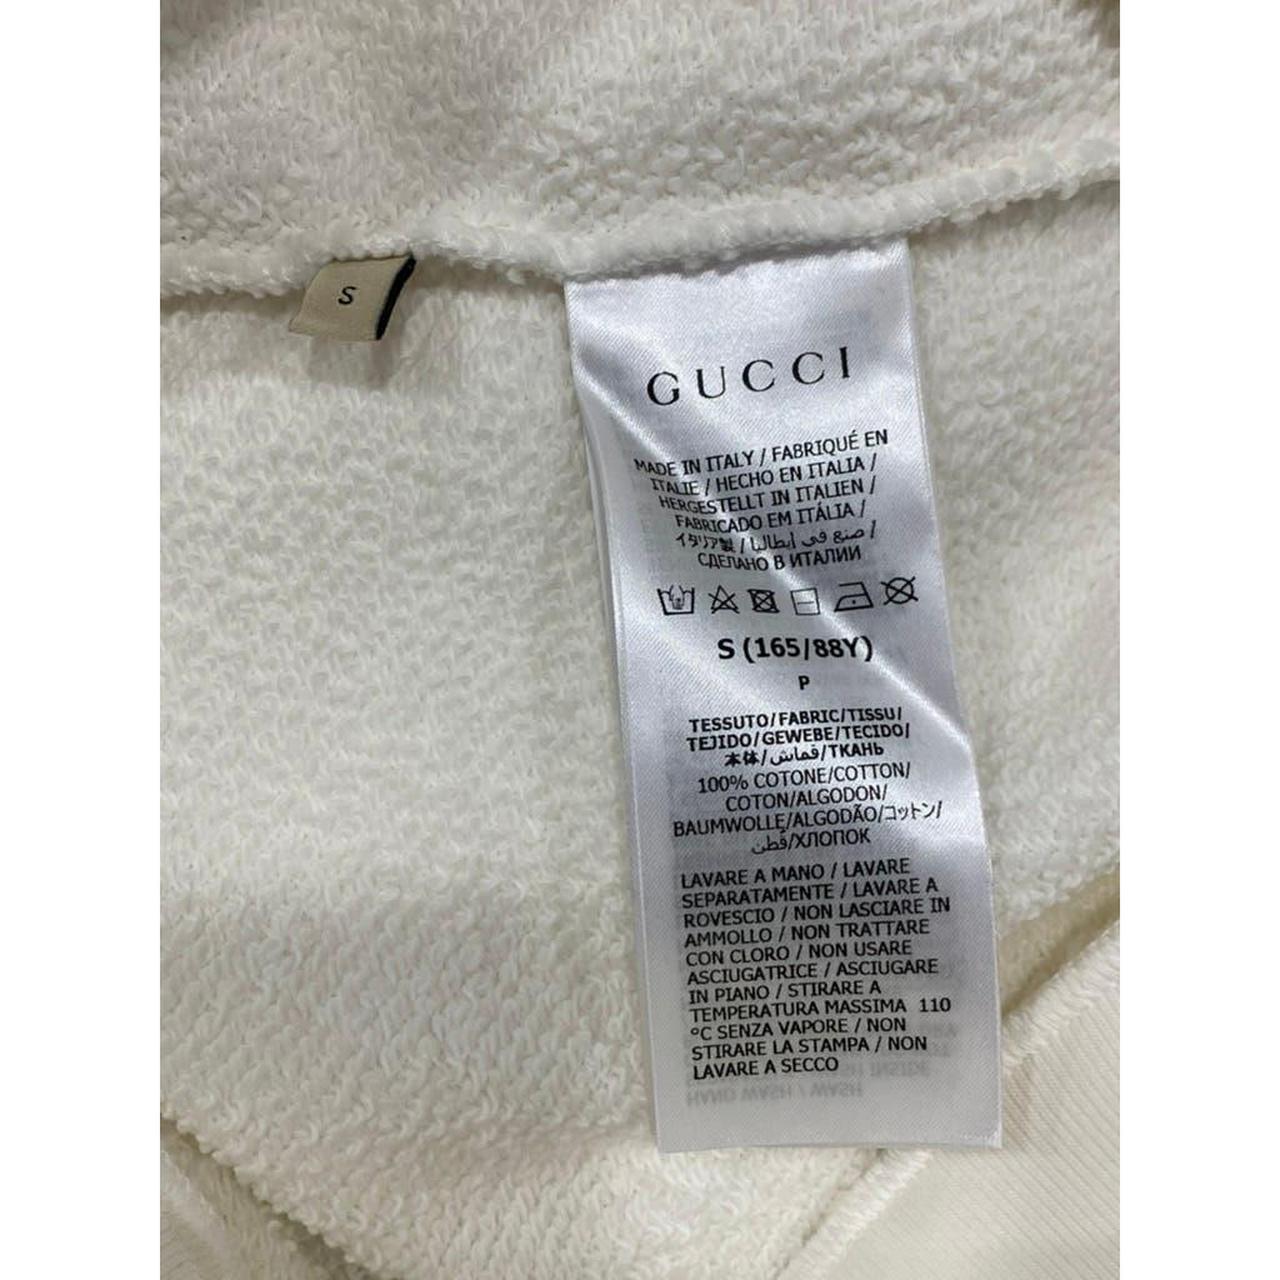 S
GUCCI
MADE IN ITALY / FABRIQUÉ EN
ITALIE / HECHO EN ITALIA /
HERGESTELLT IN ITALIEN /
FABRICADO EM ITÁLIA /
イタリア製 / صنع في إيطاليا /
СДЕЛАНО В ИТАЛИИ
S (165/88Y)
P
TESSUTO/FABRIC/TISSU/
TEJIDO/GEWEBE/TECIDO/
本体/قماش/ТКАНЬ
100% COTONE/COTTON/
COTON/ALGODON/
BAUMWOLLE/ALGODÃO/コットン/
قطن/ХЛОПОК
LAVARE A MANO / LAVARE
SEPARATAMENTE / LAVARE A
ROVESCIO / NON LASCIARE IN
AMMOLLO / NON TRATTARE
CON CLORO / NON USARE
ASCIUGATRICE / ASCIUGARE
IN PIANO / STIRARE A
TEMPERATURA MASSIMA 110
°C SENZA VAPORE / NON
STIRARE LA STAMPA / NON
LAVARE A SECCO